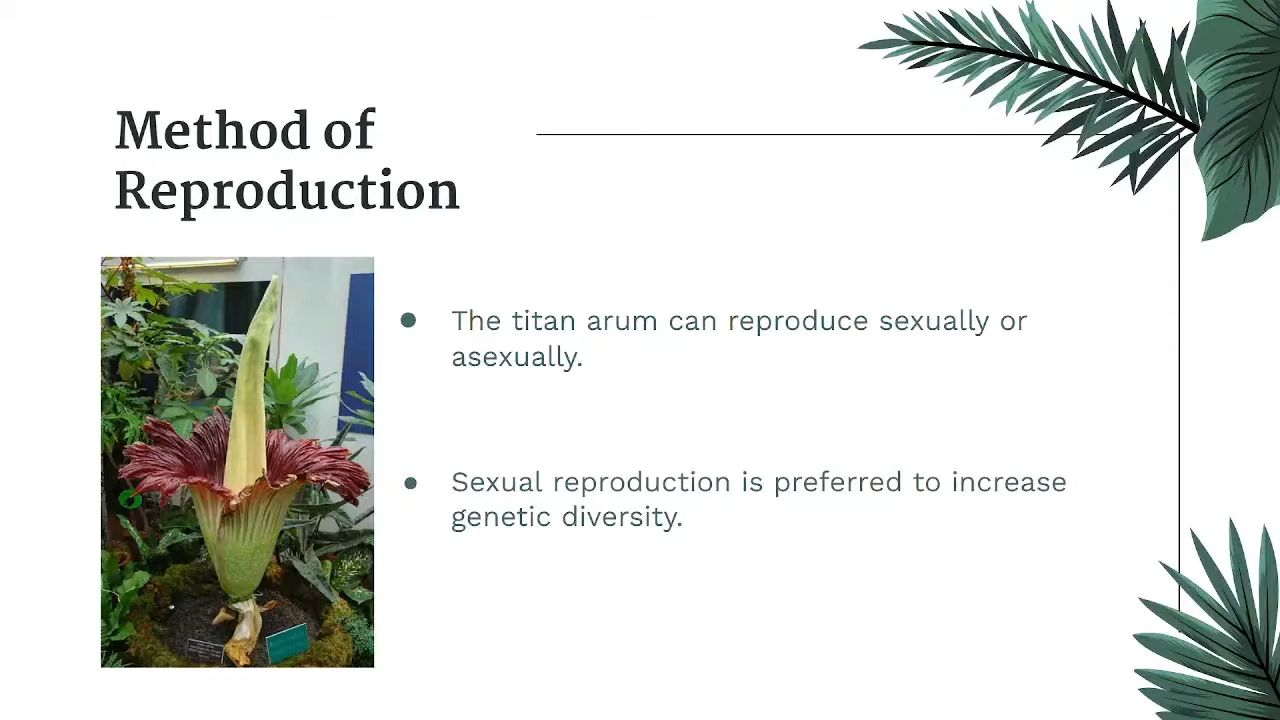 Method of
Reproduction
● The titan arum can reproduce sexually or
asexually.
● Sexual reproduction is preferred to increase
genetic diversity.